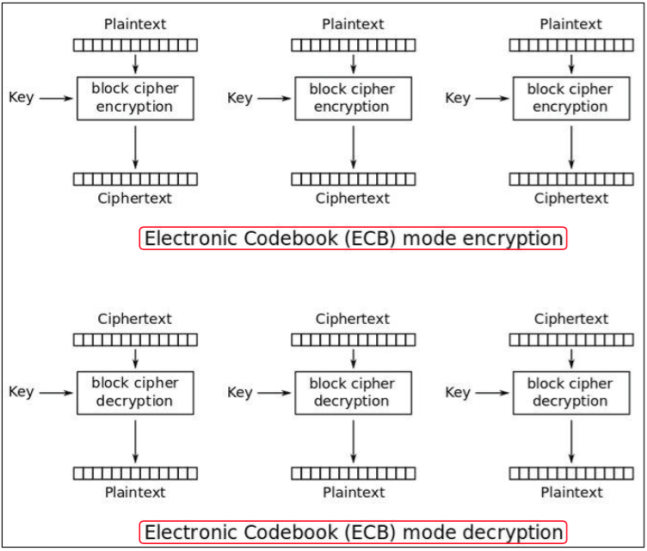 Plaintext Plaintext Plaintext
Key block cipher encryption Key block cipher encryption Key block cipher encryption
Ciphertext Ciphertext Ciphertext
Electronic Codebook (ECB) mode encryption
Ciphertext Ciphertext Ciphertext
Key block cipher decryption Key block cipher decryption Key block cipher decryption
Plaintext Plaintext Plaintext
Electronic Codebook (ECB) mode decryption